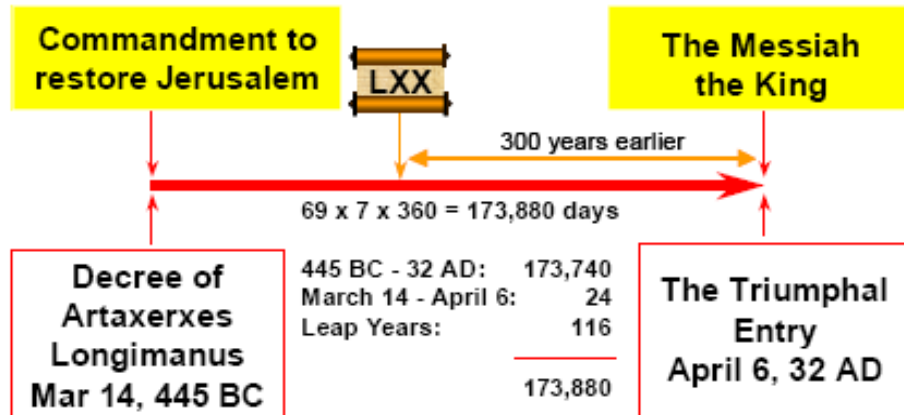 Commandment to
restore Jerusalem
LXX
The Messiah
the King
300 years earlier
69 x 7 x 360 = 173,880 days
Decree of
Artaxerxes
Longimanus
Mar 14, 445 BC
445 BC - 32 AD: 173,740
March 14 - April 6: 24
Leap Years: 116
173,880
The Triumphal
Entry
April 6, 32 AD